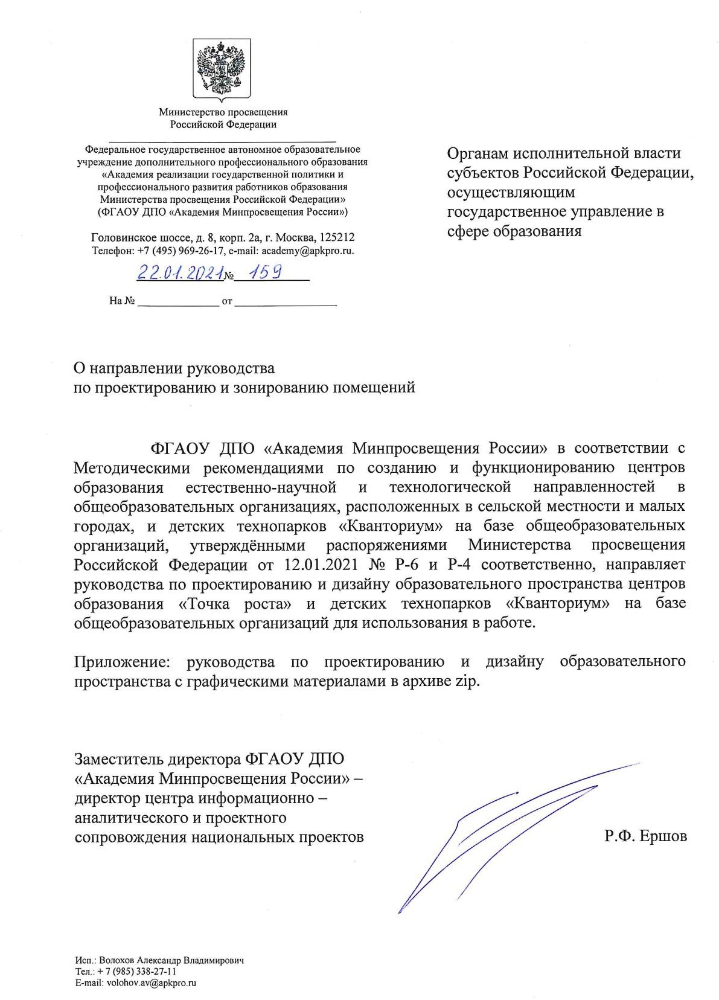 Министерство просвещения
Российской Федерации
Федеральное государственное автономное образовательное
учреждение дополнительного профессионального образования
«Академия реализации государственной политики и
профессионального развития работников образования
Министерства просвещения Российской Федерации»
(ФГАОУ ДПО «Академия Минпросвещения России»)
Головинское шоссе, д. 8, корп. 2а, г. Москва, 125212
Телефон: +7 (495) 969-26-17, e-mail: academy@apkpro.ru.
22.01.2021 № 159
На № ______________ от __________________
Органам исполнительной власти
субъектов Российской Федерации,
осуществляющим
государственное управление в
сфере образования
О направлении руководства
по проектированию и зонированию помещений
ФГАОУ ДПО «Академия Минпросвещения России» в соответствии с
Методическими рекомендациями по созданию и функционированию центров
образования естественно-научной и технологической направленностей в
общеобразовательных организациях, расположенных в сельской местности и малых
городах, и детских технопарков «Кванториум» на базе общеобразовательных
организаций, утверждёнными распоряжениями Министерства просвещения
Российской Федерации от 12.01.2021 № Р-6 и Р-4 соответственно, направляет
руководства по проектированию и дизайну образовательного пространства центров
образования «Точка роста» и детских технопарков «Кванториум» на базе
общеобразовательных организаций для использования в работе.
Приложение: руководства по проектированию и дизайну образовательного
пространства с графическими материалами в архиве zip.
Заместитель директора ФГАОУ ДПО
«Академия Минпросвещения России» –
директор центра информационно –
аналитического и проектного
сопровождения национальных проектов
Р.Ф. Ершов
Исп.: Волохов Александр Владимирович
Тел.: + 7 (985) 338-27-11
E-mail: volohov.av@apkpro.ru